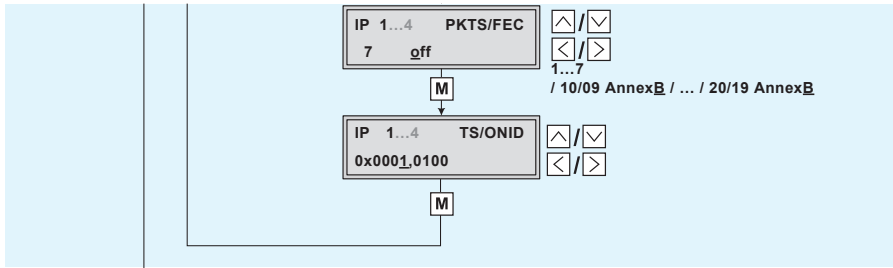 IP 1...4 PKTS/FEC
7 off
1...7
/ 10/09 AnnexB / ... / 20/19 AnnexB
M
IP 1...4 TS/ONID
0x0001,0100
M